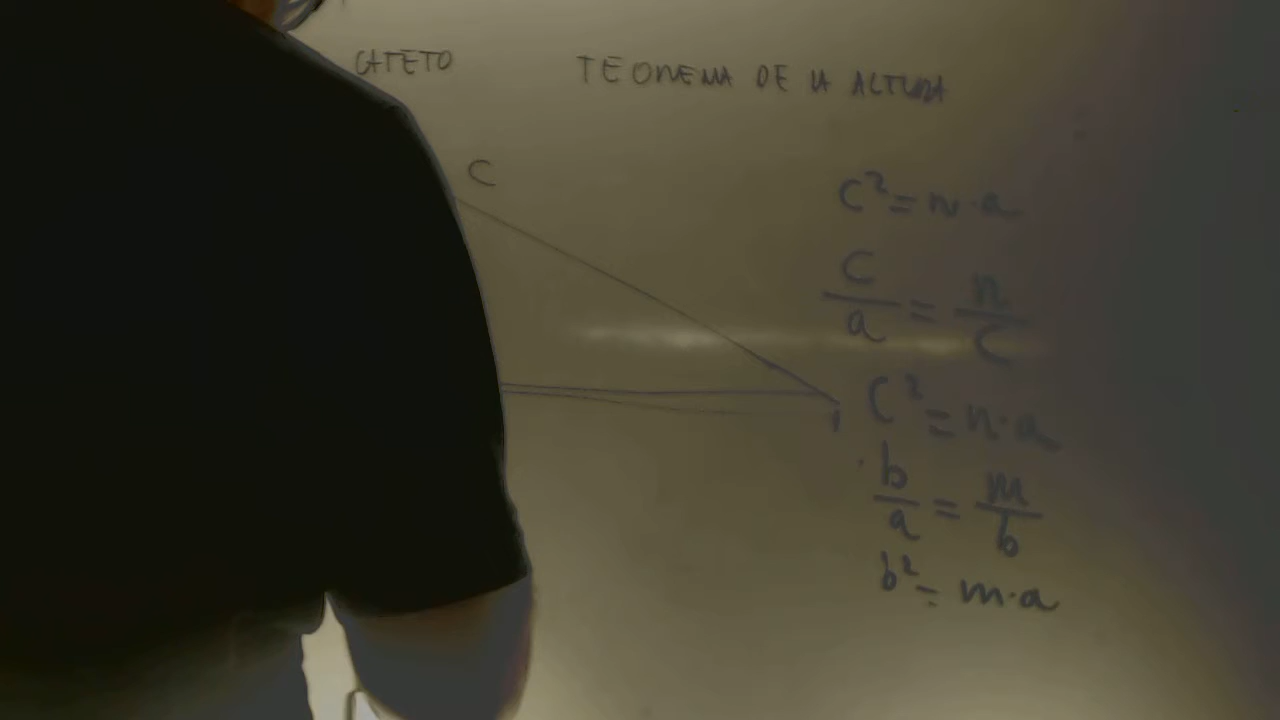 CATETO TEOREMA DE LA ALTURA
C
C² = n·a
C/a = n/C
C² = n·a
b/a = m/b
b² = m·a